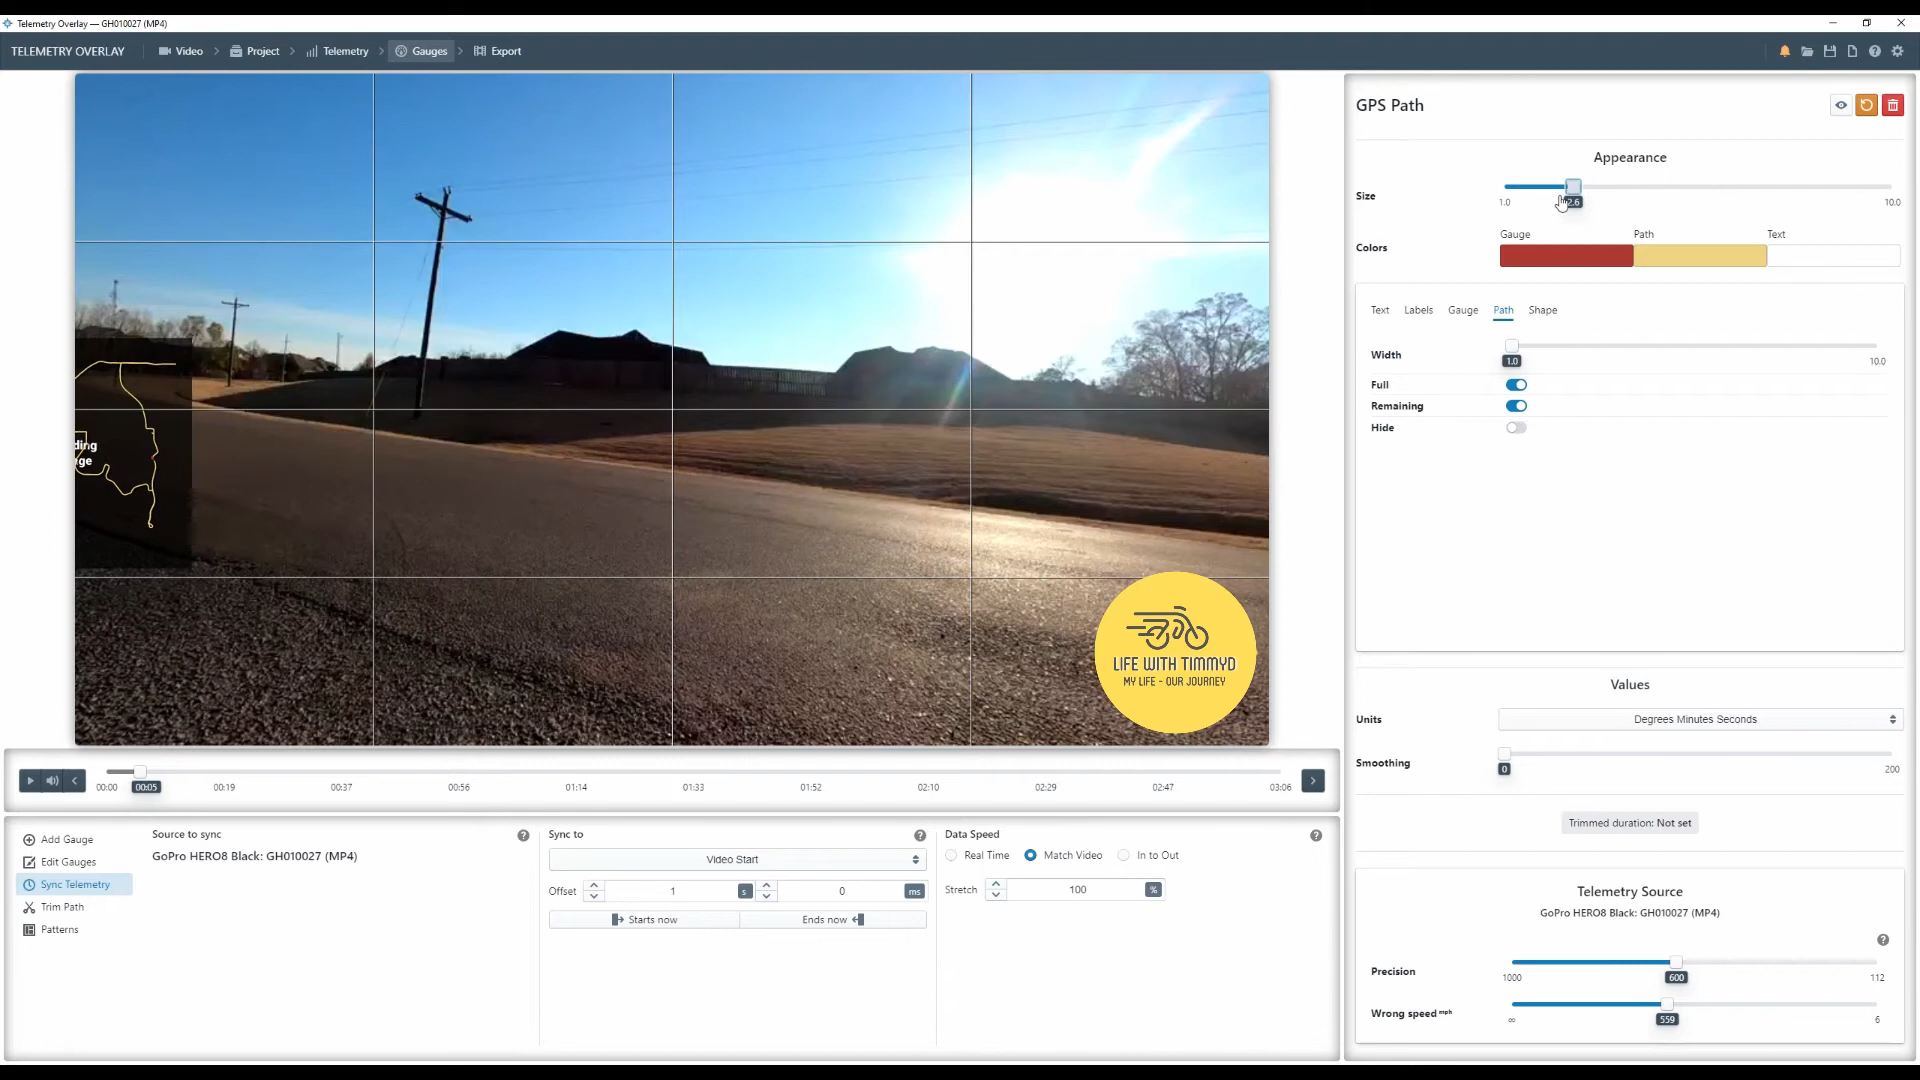 Telemetry Overlay — GH010027 (MP4)
TELEMETRY OVERLAY
Video
Project
Telemetry
Gauges
Export
ding
ge
LIFE WITH TIMMYD
MY LIFE - OUR JOURNEY
00:00
00:05
00:19
00:37
00:56
01:14
01:33
01:52
02:10
02:29
02:47
03:06
Add Gauge
Edit Gauges
Sync Telemetry
Trim Path
Patterns
Source to sync
GoPro HERO8 Black: GH010027 (MP4)
Sync to
Video Start
Offset 1 s 0 ms
Starts now
Ends now
Data Speed
Real Time
Match Video
In to Out
Stretch 100 %
GPS Path
Appearance
Size
1.0 2.6 10.0
Gauge Path Text
Colors
Text Labels Gauge Path Shape
Width
1.0 10.0
Full
Remaining
Hide
Values
Units
Degrees Minutes Seconds
Smoothing
0 200
Trimmed duration: Not set
Telemetry Source
GoPro HERO8 Black: GH010027 (MP4)
Precision
1000 600 112
Wrong speed mph
∞ 559 6